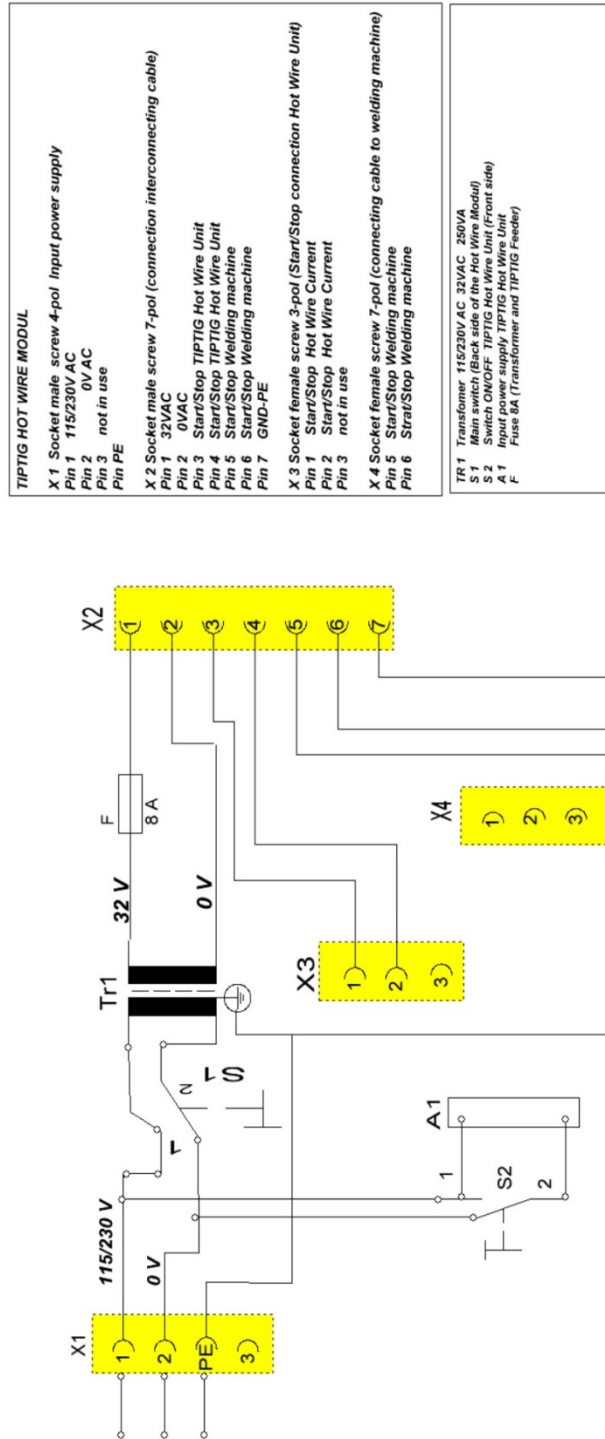 TIPTIG HOT WIRE MODUL
X 1 Socket male screw 4-pol Input power supply
Pin 1 115/230V AC
Pin 2 0V AC
Pin 3 not in use
Pin PE
X 2 Socket male screw 7-pol (connection interconnecting cable)
Pin 1 32VAC
Pin 2 0VAC
Pin 3 Start/Stop TIPTIG Hot Wire Unit
Pin 4 Start/Stop TIPTIG Hot Wire Unit
Pin 5 Start/Stop Welding machine
Pin 6 Start/Stop Welding machine
Pin 7 GND-PE
X 3 Socket female screw 3-pol (Start/Stop connection Hot Wire Unit)
Pin 1 Start/Stop Hot Wire Current
Pin 2 Start/Stop Hot Wire Current
Pin 3 not in use
X 4 Socket female screw 7-pol (connecting cable to welding machine)
Pin 5 Start/Stop Welding machine
Pin 6 Strat/Stop Welding machine
TR 1 Transfomer 115/230V AC 32VAC 250VA
S 1 Main switch (Back side of the Hot Wire Modul)
S 2 Switch ON/OFF TIPTIG Hot Wire Unit (Front side)
A 1 Input power supply TIPTIG Hot Wire Unit
F Fuse 8A (Transformer and TIPTIG Feeder)
X1
1
2
PE
3
115/230 V
0 V
1
2
S1
Tr1
32 V
0 V
F
8 A
X2
1
2
3
4
5
6
7
X3
1
2
3
X4
1
2
3
A1
1
S2
2